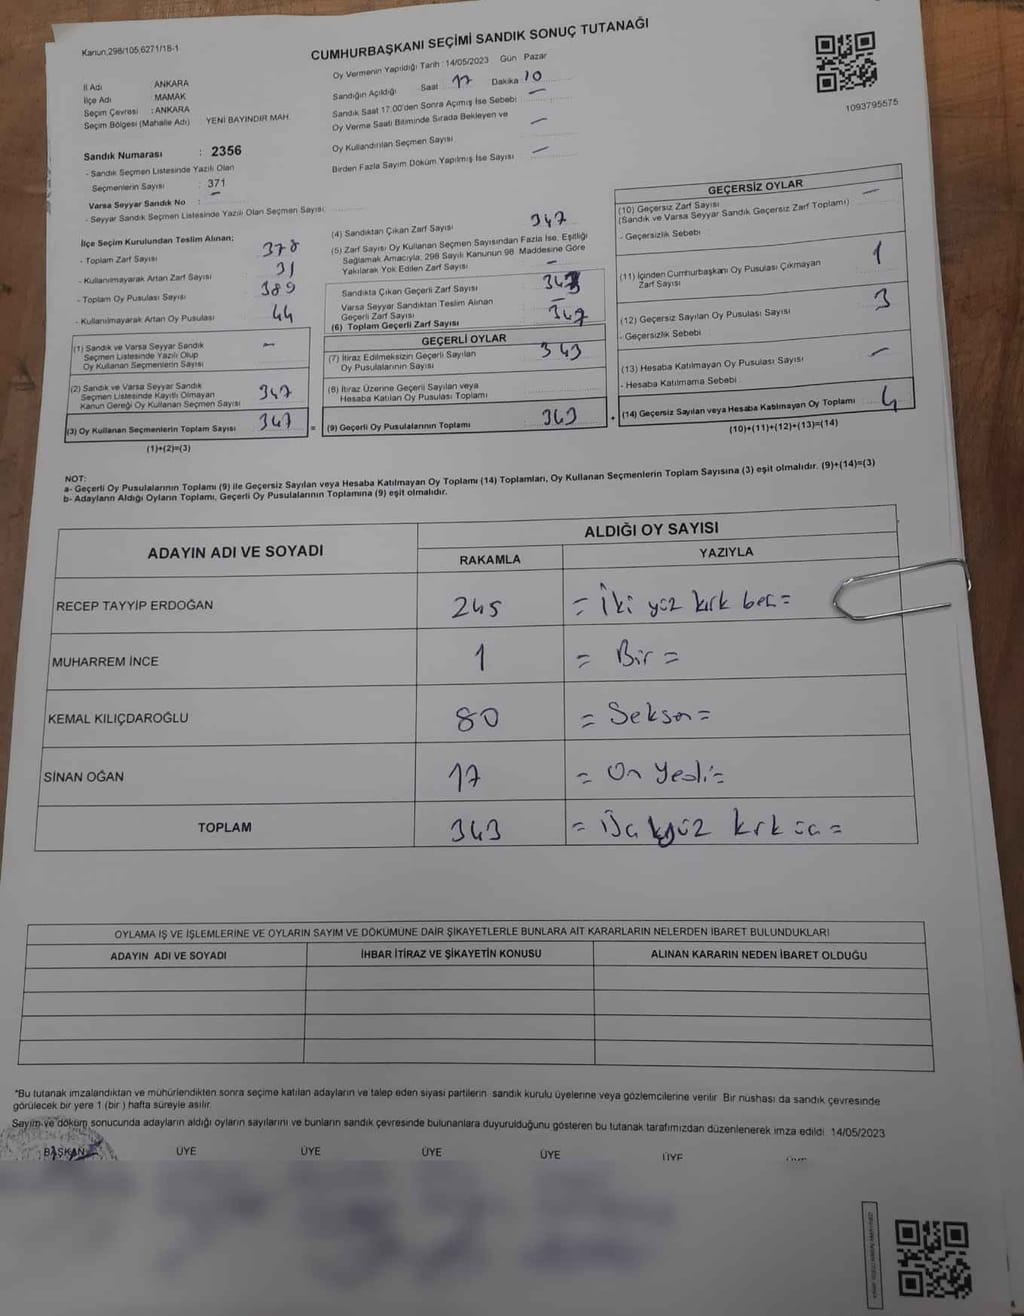 Kanun:298/105;6271/18-1
CUMHURBAŞKANI SEÇİMİ SANDIK SONUÇ TUTANAĞI
İl Adı ANKARA
İlçe Adı MAMAK
Seçim Çevresi : ANKARA
Seçim Bölgesi (Mahalle Adı) YENİ BAYINDIR MAH.
Sandık Numarası : 2356
- Sandık Seçmen Listesinde Yazılı Olan
Seçmenlerin Sayısı : 371
Varsa Seyyar Sandık No : -
- Seyyar Sandık Seçmen Listesinde Yazılı Olan Seçmen Sayısı:
Oy Vermenin Yapıldığı Tarih : 14/05/2023 Gün Pazar
Sandığın Açıldığı Saat 17 Dakika 10
Sandık Saat 17.00'den Sonra Açımış İse Sebebi : -
Oy Verme Saati Bitiminde Sırada Bekleyen ve
Oy Kullandırılan Seçmen Sayısı -
Birden Fazla Sayım Döküm Yapılmış İse Sayısı -
1093795575
İlçe Seçim Kurulundan Teslim Alınan;
- Toplam Zarf Sayısı 378
- Kullanılmayarak Artan Zarf Sayısı 31
- Toplam Oy Pusulası Sayısı 389
- Kullanılmayarak Artan Oy Pusulası 44
(1) Sandık ve Varsa Seyyar Sandık
Seçmen Listesinde Yazılı Olup
Oy Kullanan Seçmenlerin Sayısı -
(2) Sandık ve Varsa Seyyar Sandık
Seçmen Listesinde Kayıtlı Olmayan
Kanun Gereği Oy Kullanan Seçmen Sayısı 347
(3) Oy Kullanan Seçmenlerin Toplam Sayısı 347
(1)+(2)=(3)
(4) Sandıktan Çıkan Zarf Sayısı 347
(5) Zarf Sayısı Oy Kullanan Seçmen Sayısından Fazla İse, Eşitliği
Sağlamak Amacıyla; 298 Sayılı Kanunun 98. Maddesine Göre
Yakılarak Yok Edilen Zarf Sayısı -
Sandıkta Çıkan Geçerli Zarf Sayısı
Varsa Seyyar Sandıktan Teslim Alınan
Geçerli Zarf Sayısı -
(6) Toplam Geçerli Zarf Sayısı 347
GEÇERLİ OYLAR
(7) İtiraz Edilmeksizin Geçerli Sayılan
Oy Pusulalarının Sayısı 343
(8) İtiraz Üzerine Geçerli Sayılan veya
Hesaba Katılan Oy Pusulası Toplamı
= (9) Geçerli Oy Pusulalarının Toplamı 343
GEÇERSİZ OYLAR
(10) Geçersiz Zarf Sayısı -
(Sandık ve Varsa Seyyar Sandık Geçersiz Zarf Toplamı)
- Geçersizlik Sebebi :
(11) İçinden Cumhurbaşkanı Oy Pusulası Çıkmayan
Zarf Sayısı 1
(12) Geçersiz Sayılan Oy Pusulası Sayısı 3
- Geçersizlik Sebebi :
(13) Hesaba Katılmayan Oy Pusulası Sayısı -
- Hesaba Katılmama Sebebi :
+ (14) Geçersiz Sayılan veya Hesaba Katılmayan Oy Toplamı 4
(10)+(11)+(12)+(13)=(14)
NOT:
a- Geçerli Oy Pusulalarının Toplamı (9) ile Geçersiz Sayılan veya Hesaba Katılmayan Oy Toplamı (14) Toplamları, Oy Kullanan Seçmenlerin Toplam Sayısına (3) eşit olmalıdır. (9)+(14)=(3)
b- Adayların Aldığı Oyların Toplamı, Geçerli Oy Pusulalarının Toplamına (9) eşit olmalıdır.
ADAYIN ADI VE SOYADI ALDIĞI OY SAYISI
RAKAMLA YAZIYLA
RECEP TAYYİP ERDOĞAN 245 = İki yüz kırk beş =
MUHARREM İNCE 1 = Bir =
KEMAL KILIÇDAROĞLU 80 = Seksen =
SİNAN OĞAN 17 = On Yedi =
TOPLAM 343
OYLAMA İŞ VE İŞLEMLERİNE VE OYLARIN SAYIM VE DÖKÜMÜNE DAİR ŞİKAYETLERLE BUNLARA AİT KARARLARIN NELERDEN İBARET BULUNDUKLARI
ADAYIN ADI VE SOYADI İHBAR İTİRAZ VE ŞİKAYETİN KONUSU ALINAN KARARIN NEDEN İBARET OLDUĞU
*Bu tutanak imzalandıktan ve mühürlendikten sonra seçime katılan adayların ve talep eden siyasi partilerin sandık kurulu üyelerine veya gözlemcilerine verilir. Bir nüshası da sandık çevresinde
görülecek bir yere 1 (bir ) hafta süreyle asılır.
Sayım ve döküm sonucunda adayların aldığı oyların sayılarını ve bunların sandık çevresinde bulunanlara duyurulduğunu gösteren bu tutanak tarafımızdan düzenlenerek imza edildi. 14/05/2023
BAŞKAN ÜYE ÜYE ÜYE ÜYE ÜYE